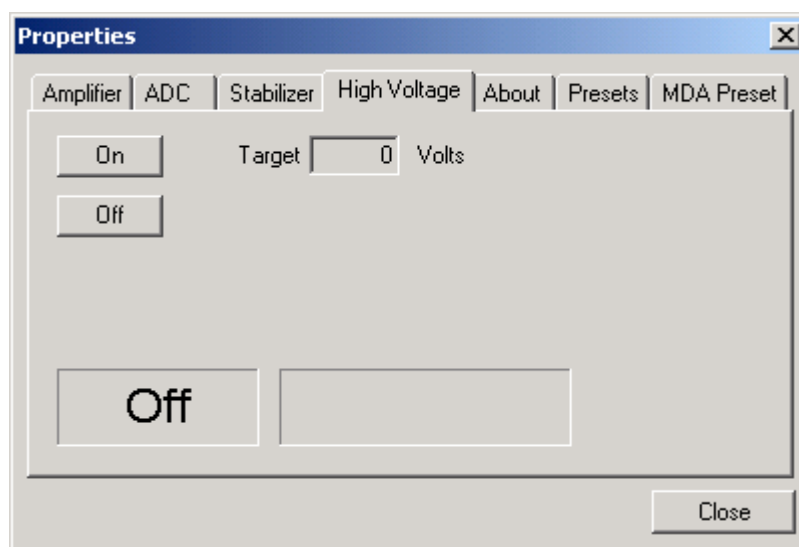 Properties
Amplifier ADC Stabilizer High Voltage About Presets MDA Preset
On Target 0 Volts
Off
Off
Close